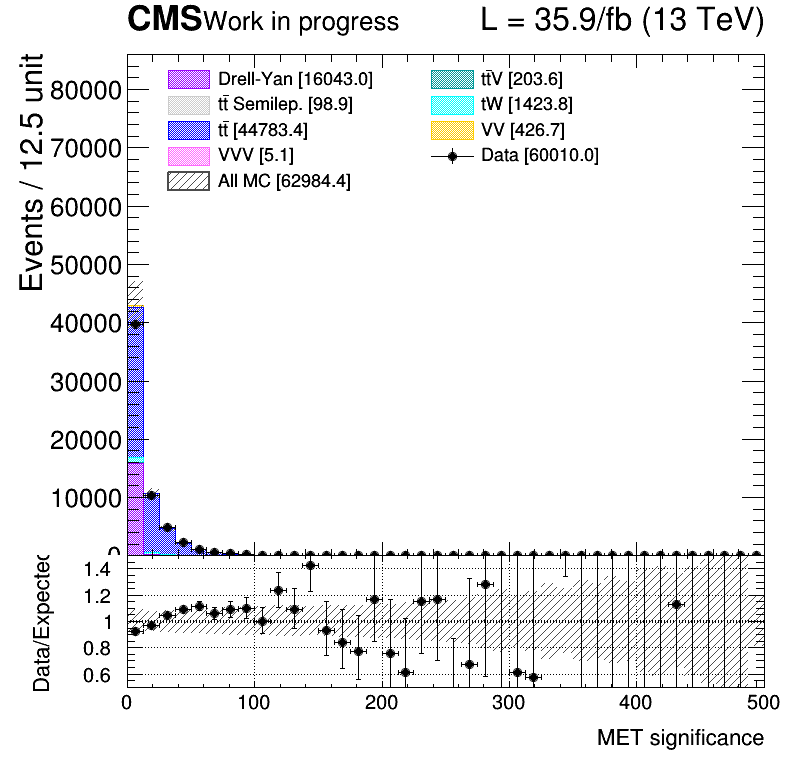 CMS Work in progress L = 35.9/fb (13 TeV)
Events / 12.5 unit
80000
70000
60000
50000
40000
30000
20000
10000
0
Drell-Yan [16043.0]
tt̄ Semilep. [98.9]
tt̄ [44783.4]
VVV [5.1]
All MC [62984.4]
tt̄V [203.6]
tW [1423.8]
VV [426.7]
Data [60010.0]
Data/Expected
1.4
1.2
1
0.8
0.6
0 100 200 300 400 500
MET significance